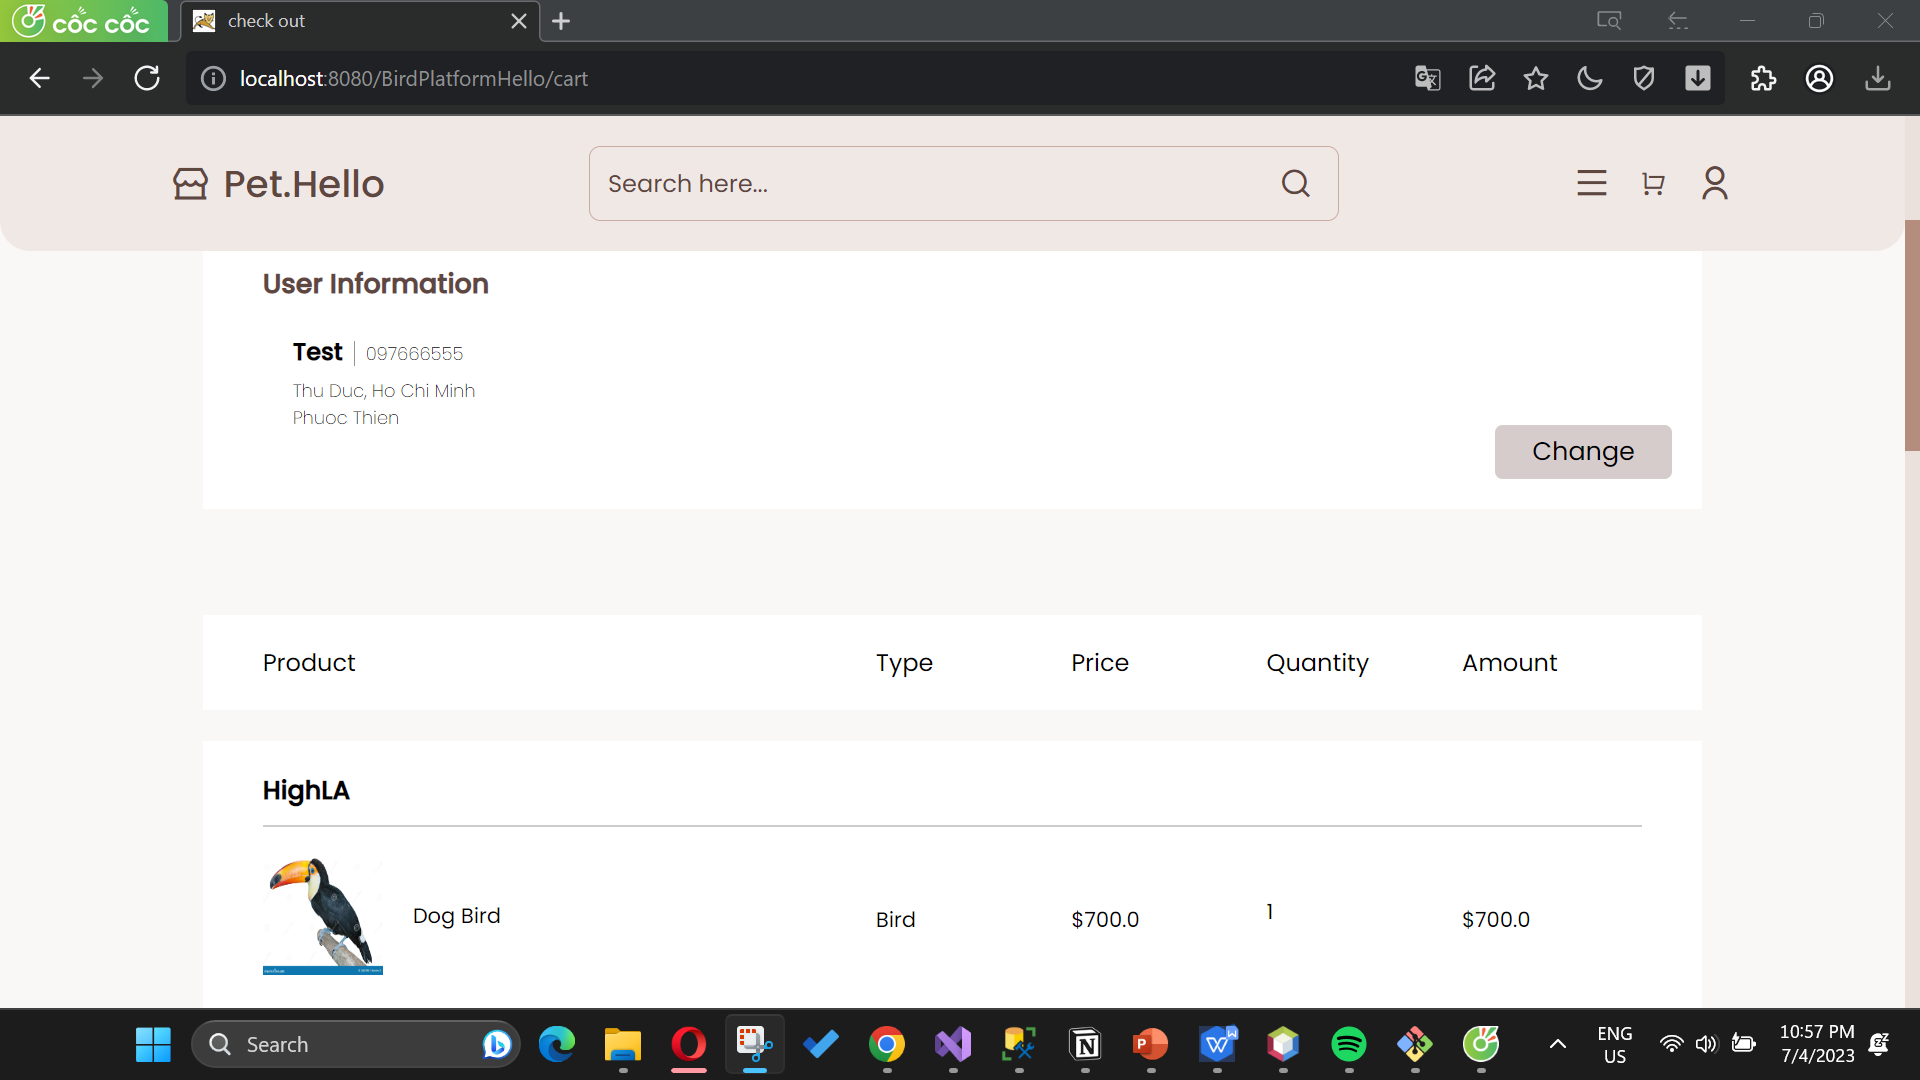 cốc cốc
check out
localhost:8080/BirdPlatformHello/cart
Pet.Hello
Search here...
User Information
Test
097666555
Thu Duc, Ho Chi Minh
Phuoc Thien
Change
Product Type Price Quantity Amount
HighLA
Dog Bird Bird $700.0 1 $700.0
Search
ENG
US
10:57 PM
7/4/2023